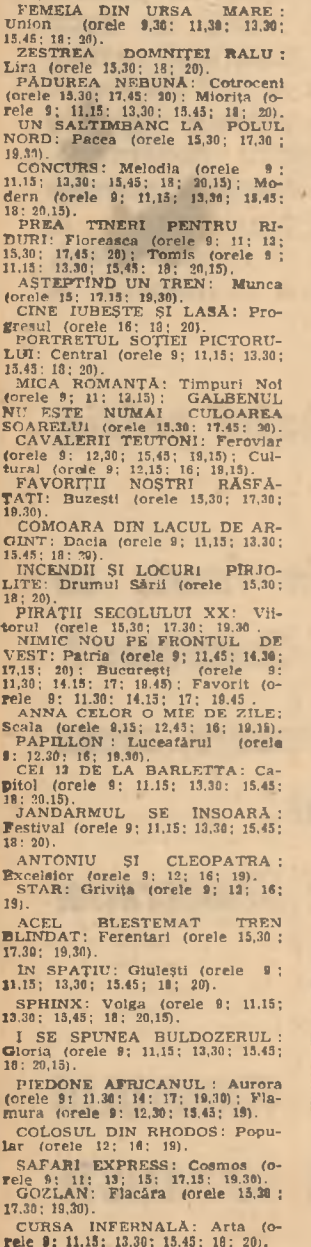 FEMEIA DIN URSA MARE :
Union (orele 9,30; 11,30; 13,30;
15,45; 18; 20).
ZESTREA DOMNIȚEI RALU :
Lira (orele 15,30; 18; 20).
PĂDUREA NEBUNĂ: Cotroceni
(orele 15,30; 17,45; 20); Miorița (o-
rele 9; 11,15; 13,30; 15,45; 18; 20).
UN SALTIMBANC LA POLUL
NORD: Pacea (orele 15,30; 17,30 ;
19,30).
CONCURS: Melodia (orele 9 ;
11,15; 13,30; 15,45; 18; 20,15); Mo-
dern (orele 9; 11,15; 13,30; 15,45;
18; 20,15).
PREA TINERI PENTRU RI-
DURI: Floreasca (orele 9; 11; 13;
15,30; 17,45; 20); Tomis (orele 9 ;
11,15; 13,30; 15,45; 18; 20,15).
AȘTEPTÎND UN TREN: Munca
(orele 15; 17,15; 19,30).
CINE IUBEȘTE ȘI LASĂ: Pro-
gresul (orele 16; 18; 20).
PORTRETUL SOȚIEI PICTORU-
LUI: Central (orele 9; 11,15; 13,30;
15,45; 18; 20).
MICA ROMANȚĂ: Timpuri Noi
(orele 9; 11; 13,15); GALBENUL
NU ESTE NUMAI CULOAREA
SOARELUI (orele 15,30; 17,45; 20).
CAVALERII TEUTONI: Feroviar
(orele 9; 12,30; 15,45; 19,15); Cul-
tural (orele 9; 12,15; 16; 19,15).
FAVORIȚII NOȘTRI RĂSFĂ-
ȚAȚI: Buzești (orele 15,30; 17,30;
19,30).
COMOARA DIN LACUL DE AR-
GINT: Dacia (orele 9; 11,15; 13,30;
15,45; 18; 20).
INCENDII ȘI LOCURI PÎRJO-
LITE: Drumul Sării (orele 15,30;
18; 20).
PIRAȚII SECOLULUI XX: Vii-
torul (orele 15,30; 17,30; 19,30 .
NIMIC NOU PE FRONTUL DE
VEST: Patria (orele 9; 11,45; 14,30;
17,15; 20); București (orele 9;
11,30; 14,15; 17; 19,45); Favorit (o-
rele 9; 11,30; 14,15; 17; 19,45 .
ANNA CELOR O MIE DE ZILE:
Scala (orele 9,15; 12,45; 16; 19,15).
PAPILLON : Luceafărul (orele
9; 12,30; 16; 19,30).
CEI 13 DE LA BARLETTA: Ca-
pitol (orele 9; 11,15; 13,30; 15,45;
18; 20,15).
JANDARMUL SE ÎNSOARĂ :
Festival (orele 9; 11,15; 13,30; 15,45;
18; 20).
ANTONIU ȘI CLEOPATRA :
Excelsior (orele 9; 12; 16; 19).
STAR: Grivița (orele 9; 12; 16;
19).
ACEL BLESTEMAT TREN
BLINDAT: Ferentari (orele 15,30 ;
17,30; 19,30).
ÎN SPAȚIU: Giulești (orele 9 ;
11,15; 13,30; 15,45; 18; 20).
SPHINX: Volga (orele 9; 11,15;
13,30; 15,45; 18; 20,15).
I SE SPUNEA BULDOZERUL :
Gloria (orele 9; 11,15; 13,30; 15,45;
18; 20,15).
PIEDONE AFRICANUL : Aurora
(orele 9; 11,30; 14; 17; 19,30); Fla-
mura (orele 9; 12,30; 15,45; 19).
COLOSUL DIN RHODOS: Popu-
lar (orele 12; 16; 19).
SAFARI EXPRESS: Cosmos (o-
rele 9; 11; 13; 15; 17,15; 19,30).
GOZLAN: Flacăra (orele 15,30 ;
17,30; 19,30).
CURSA INFERNALĂ: Arta (o-
rele 9; 11,15; 13,30; 15,45; 18; 20).